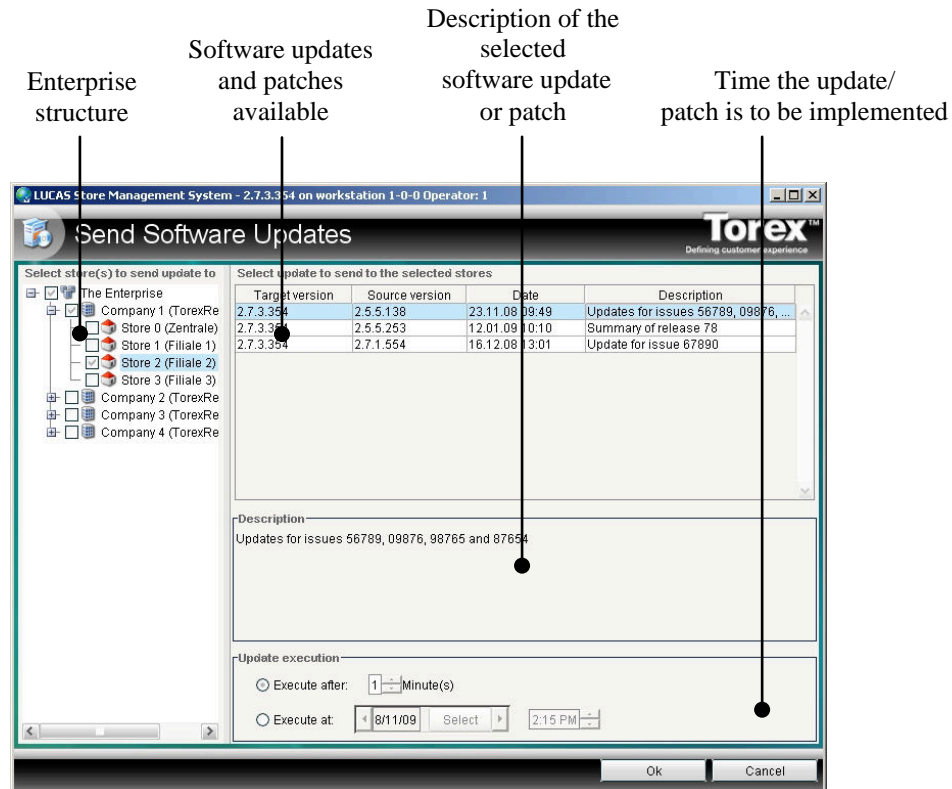 Enterprise
structure
Software updates
and patches
available
Description of the
selected
software update
or patch
Time the update/
patch is to be implemented
LUCAS Store Management System - 2.7.3.354 on workstation 1-0-0 Operator: 1
Send Software Updates
Torex™
Defining customer experience
Select store(s) to send update to
The Enterprise
Company 1 (TorexRe
Store 0 (Zentrale)
Store 1 (Filiale 1)
Store 2 (Filiale 2)
Store 3 (Filiale 3)
Company 2 (TorexRe
Company 3 (TorexRe
Company 4 (TorexRe
Select update to send to the selected stores
Target version Source version Date Description
2.7.3.354 2.5.5.138 23.11.08 09:49 Updates for issues 56789, 09876, ...
2.7.3.354 2.5.5.253 12.01.09 10:10 Summary of release 78
2.7.3.354 2.7.1.554 16.12.08 13:01 Update for issue 67890
Description
Updates for issues 56789, 09876, 98765 and 87654
Update execution
Execute after: 1 Minute(s)
Execute at: 8/11/09 Select 2:15 PM
Ok Cancel